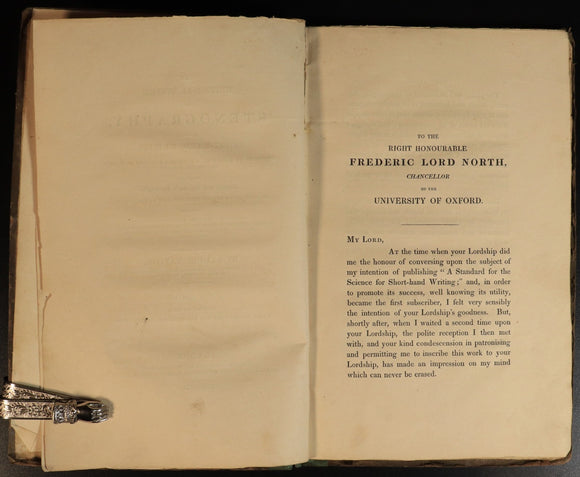 STENOGRAPHY,
TO THE
RIGHT HONOURABLE
FREDERIC LORD NORTH,
CHANCELLOR
OF THE
UNIVERSITY OF OXFORD.
MY LORD,
AT the time when your Lordship did
me the honour of conversing upon the subject of
my intention of publishing “ A Standard for the
Science for Short-hand Writing;” and, in order
to promote its success, well knowing its utility,
became the first subscriber, I felt very sensibly
the intention of your Lordship's goodness. But,
shortly after, when I waited a second time upon
your Lordship, the polite reception I then met
with, and your kind condescension in patronising
and permitting me to inscribe this work to your
Lordship, has made an impression on my mind
which can never be erased.